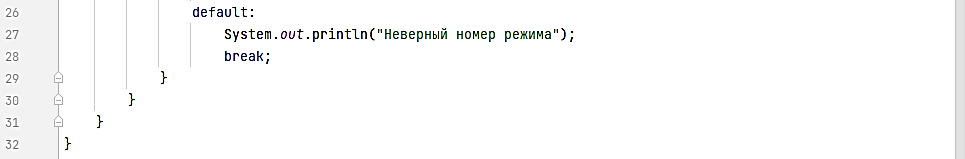 26 default:
27 System.out.println("Неверный номер режима");
28 break;
29 }
30 }
31 }
32 }